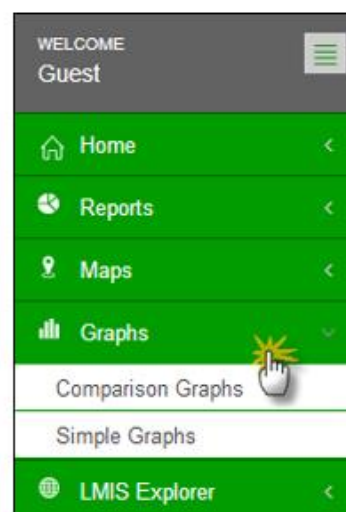 WELCOME
Guest
Home
Reports
Maps
Graphs
Comparison Graphs
Simple Graphs
LMIS Explorer